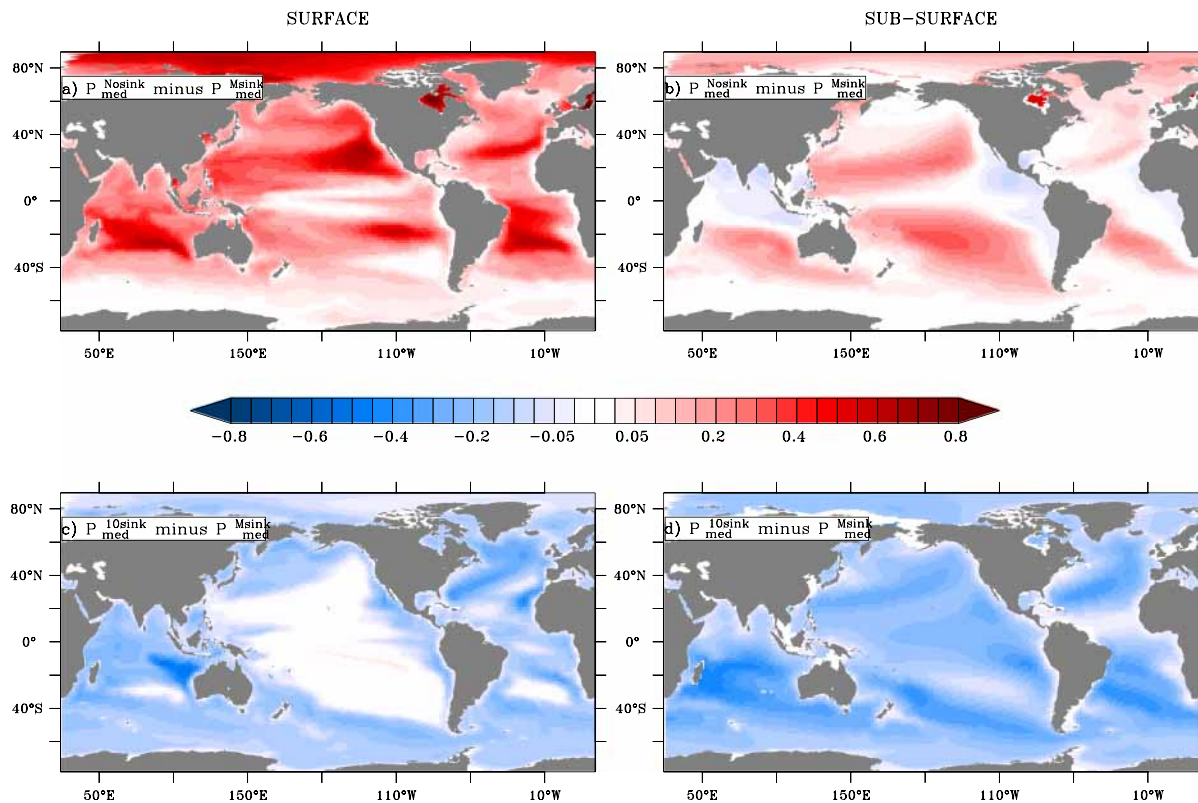 SURFACE SUB-SURFACE
80°N 80°N
a) P Nosink med minus P Msink med b) P Nosink med minus P Msink med
40°N 40°N
0° 0°
40°S 40°S
50°E 150°E 110°W 10°W 50°E 150°E 110°W 10°W
-0.8 -0.6 -0.4 -0.2 -0.05 0.05 0.2 0.4 0.6 0.8
80°N 80°N
c) P 10sink med minus P Msink med d) P 10sink med minus P Msink med
40°N 40°N
0° 0°
40°S 40°S
50°E 150°E 110°W 10°W 50°E 150°E 110°W 10°W